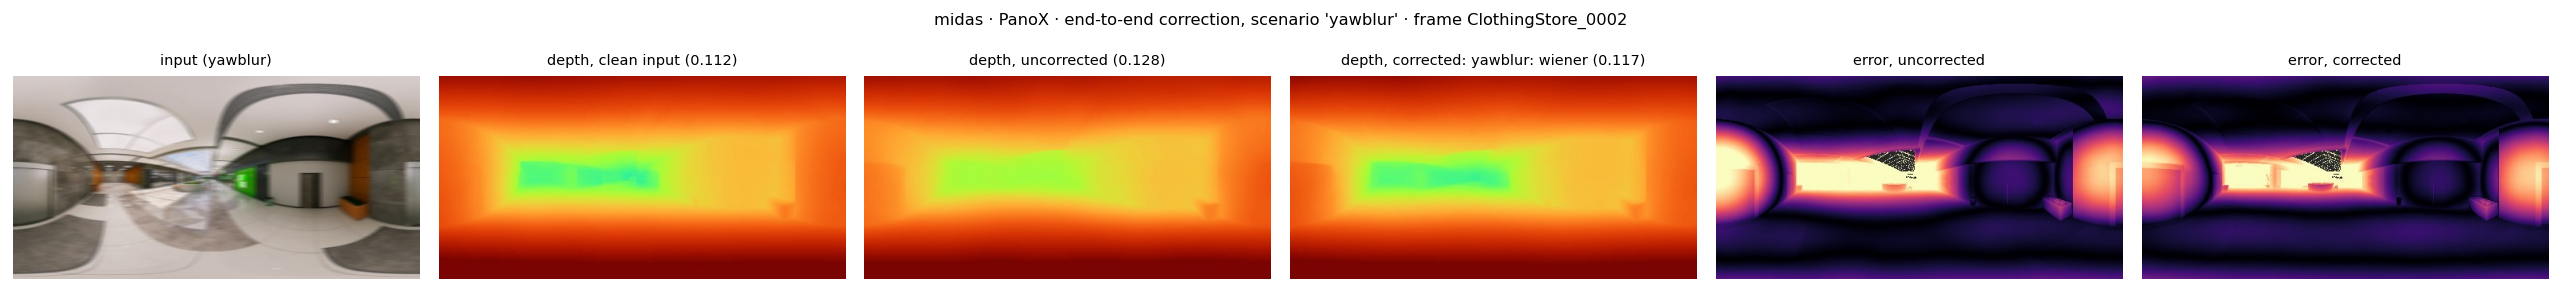 midas · PanoX · end-to-end correction, scenario 'yawblur' · frame ClothingStore_0002
input (yawblur)
depth, clean input (0.112)
depth, uncorrected (0.128)
depth, corrected: yawblur: wiener (0.117)
error, uncorrected
error, corrected